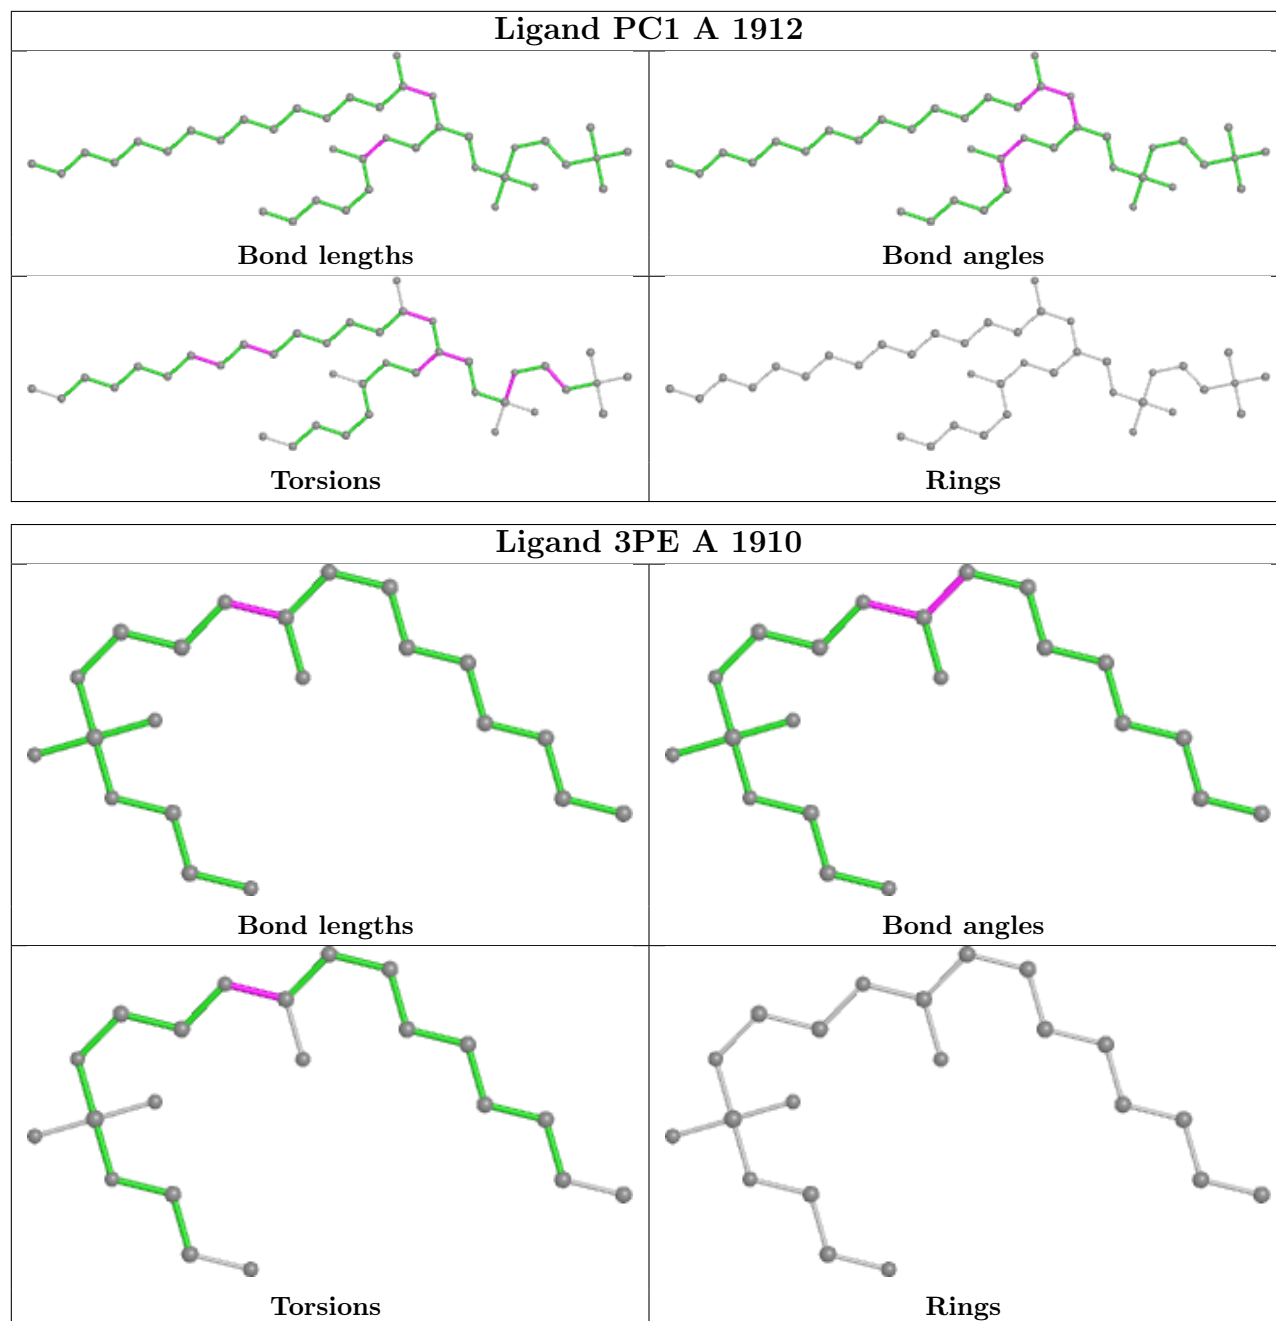 Ligand PC1 A 1912
Bond lengths
Bond angles
Torsions
Rings
Ligand 3PE A 1910
Bond lengths
Bond angles
Torsions
Rings